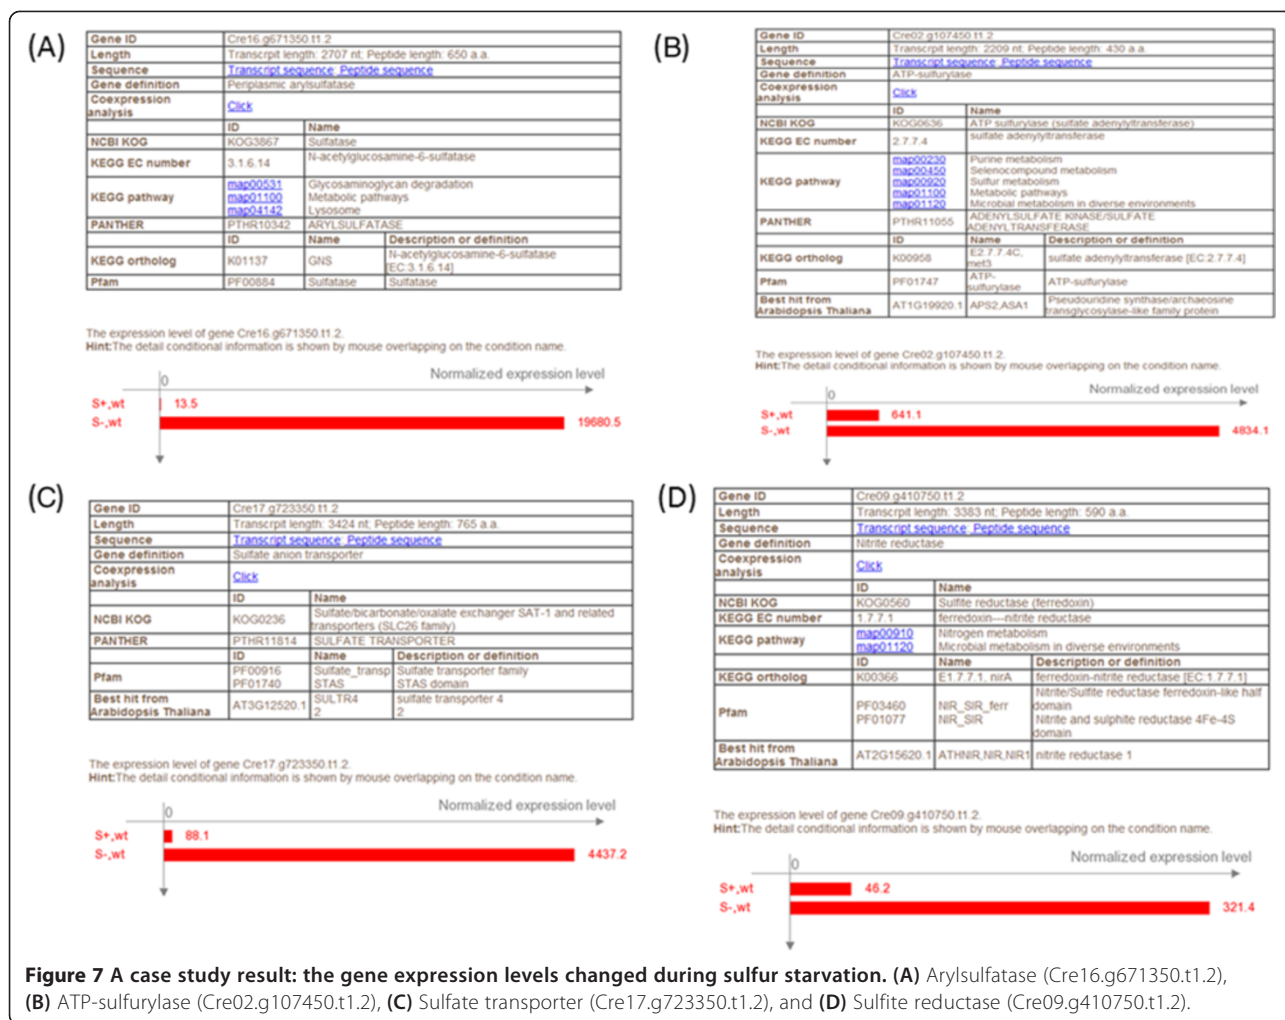 (A)
Gene ID Cre16.g671350.t1.2
Length Transcrpit length: 2707 nt; Peptide length: 650 a.a.
Sequence Transcript sequence Peptide sequence
Gene definition Periplasmic arylsulfatase
Coexpression
analysis Click
ID Name
NCBI KOG KOG3867 Sulfatase
KEGG EC number 3.1.6.14 N-acetylglucosamine-6-sulfatase
KEGG pathway map00531 Glycosaminoglycan degradation
map01100 Metabolic pathways
map04142 Lysosome
PANTHER PTHR10342 ARYLSULFATASE
ID Name Description or definition
KEGG ortholog K01137 GNS N-acetylglucosamine-6-sulfatase
[EC:3.1.6.14]
Pfam PF00884 Sulfatase Sulfatase
The expression level of gene Cre16.g671350.t1.2.
Hint:The detail conditional information is shown by mouse overlapping on the condition name.
0 Normalized expression level
S+,wt 13.5
S-,wt 19680.5
(B)
Gene ID Cre02.g107450.t1.2
Length Transcrpit length: 2209 nt; Peptide length: 430 a.a.
Sequence Transcript sequence Peptide sequence
Gene definition ATP-sulfurylase
Coexpression
analysis Click
ID Name
NCBI KOG KOG0636 ATP sulfurylase (sulfate adenylyltransferase)
KEGG EC number 2.7.7.4 sulfate adenylyltransferase
KEGG pathway map00230 Purine metabolism
map00450 Selenocompound metabolism
map00920 Sulfur metabolism
map01100 Metabolic pathways
map01120 Microbial metabolism in diverse environments
PANTHER PTHR11055 ADENYLSULFATE KINASE/SULFATE
ADENYLTRANSFERASE
ID Name Description or definition
KEGG ortholog K00958 E2.7.7.4C, met3 sulfate adenylyltransferase [EC:2.7.7.4]
Pfam PF01747 ATP-sulfurylase ATP-sulfurylase
Best hit from
Arabidopsis Thaliana AT1G19920.1 APS2,ASA1 Pseudouridine synthase/archaeosine
transglycosylase-like family protein
The expression level of gene Cre02.g107450.t1.2.
Hint:The detail conditional information is shown by mouse overlapping on the condition name.
0 Normalized expression level
S+,wt 641.1
S-,wt 4834.1
(C)
Gene ID Cre17.g723350.t1.2
Length Transcrpit length: 3424 nt; Peptide length: 765 a.a.
Sequence Transcript sequence Peptide sequence
Gene definition Sulfate anion transporter
Coexpression
analysis Click
ID Name
NCBI KOG KOG0236 Sulfate/bicarbonate/oxalate exchanger SAT-1 and related
transporters (SLC26 family)
PANTHER PTHR11814 SULFATE TRANSPORTER
ID Name Description or definition
Pfam PF00916 Sulfate_transp Sulfate transporter family
PF01740 STAS STAS domain
Best hit from
Arabidopsis Thaliana AT3G12520.1 SULTR4 sulfate transporter 4
2 2
The expression level of gene Cre17.g723350.t1.2.
Hint:The detail conditional information is shown by mouse overlapping on the condition name.
0 Normalized expression level
S+,wt 88.1
S-,wt 4437.2
(D)
Gene ID Cre09.g410750.t1.2
Length Transcrpit length: 3383 nt; Peptide length: 590 a.a.
Sequence Transcript sequence Peptide sequence
Gene definition Nitrite reductase
Coexpression
analysis Click
ID Name
NCBI KOG KOG0560 Sulfite reductase (ferredoxin)
KEGG EC number 1.7.7.1 ferredoxin---nitrite reductase
KEGG pathway map00910 Nitrogen metabolism
map01120 Microbial metabolism in diverse environments
ID Name Description or definition
KEGG ortholog K00366 E1.7.7.1, nirA ferredoxin-nitrite reductase [EC:1.7.7.1]
Pfam PF03460 NIR_SIR_ferr Nitrite/Sulfite reductase ferredoxin-like half
domain
PF01077 NIR_SIR Nitrite and sulphite reductase 4Fe-4S
domain
Best hit from
Arabidopsis Thaliana AT2G15620.1 ATHNIR,NIR,NIR1 nitrite reductase 1
The expression level of gene Cre09.g410750.t1.2.
Hint:The detail conditional information is shown by mouse overlapping on the condition name.
0 Normalized expression level
S+,wt 46.2
S-,wt 321.4
Figure 7 A case study result: the gene expression levels changed during sulfur starvation. (A) Arylsulfatase (Cre16.g671350.t1.2),
(B) ATP-sulfurylase (Cre02.g107450.t1.2), (C) Sulfate transporter (Cre17.g723350.t1.2), and (D) Sulfite reductase (Cre09.g410750.t1.2).